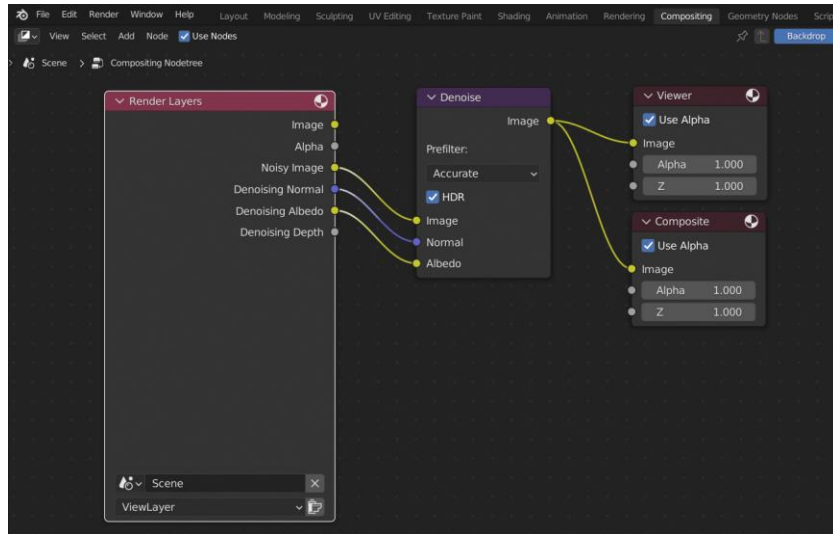 File Edit Render Window Help Layout Modeling Sculpting UV Editing Texture Paint Shading Animation Rendering Compositing Geometry Nodes Scrip
View Select Add Node Use Nodes Backdrop
Scene > Compositing Nodetree
Render Layers
Image
Alpha
Noisy Image
Denoising Normal
Denoising Albedo
Denoising Depth
Scene
ViewLayer
Denoise
Image
Prefilter:
Accurate
HDR
Image
Normal
Albedo
Viewer
Use Alpha
Image
Alpha 1.000
Z 1.000
Composite
Use Alpha
Image
Alpha 1.000
Z 1.000